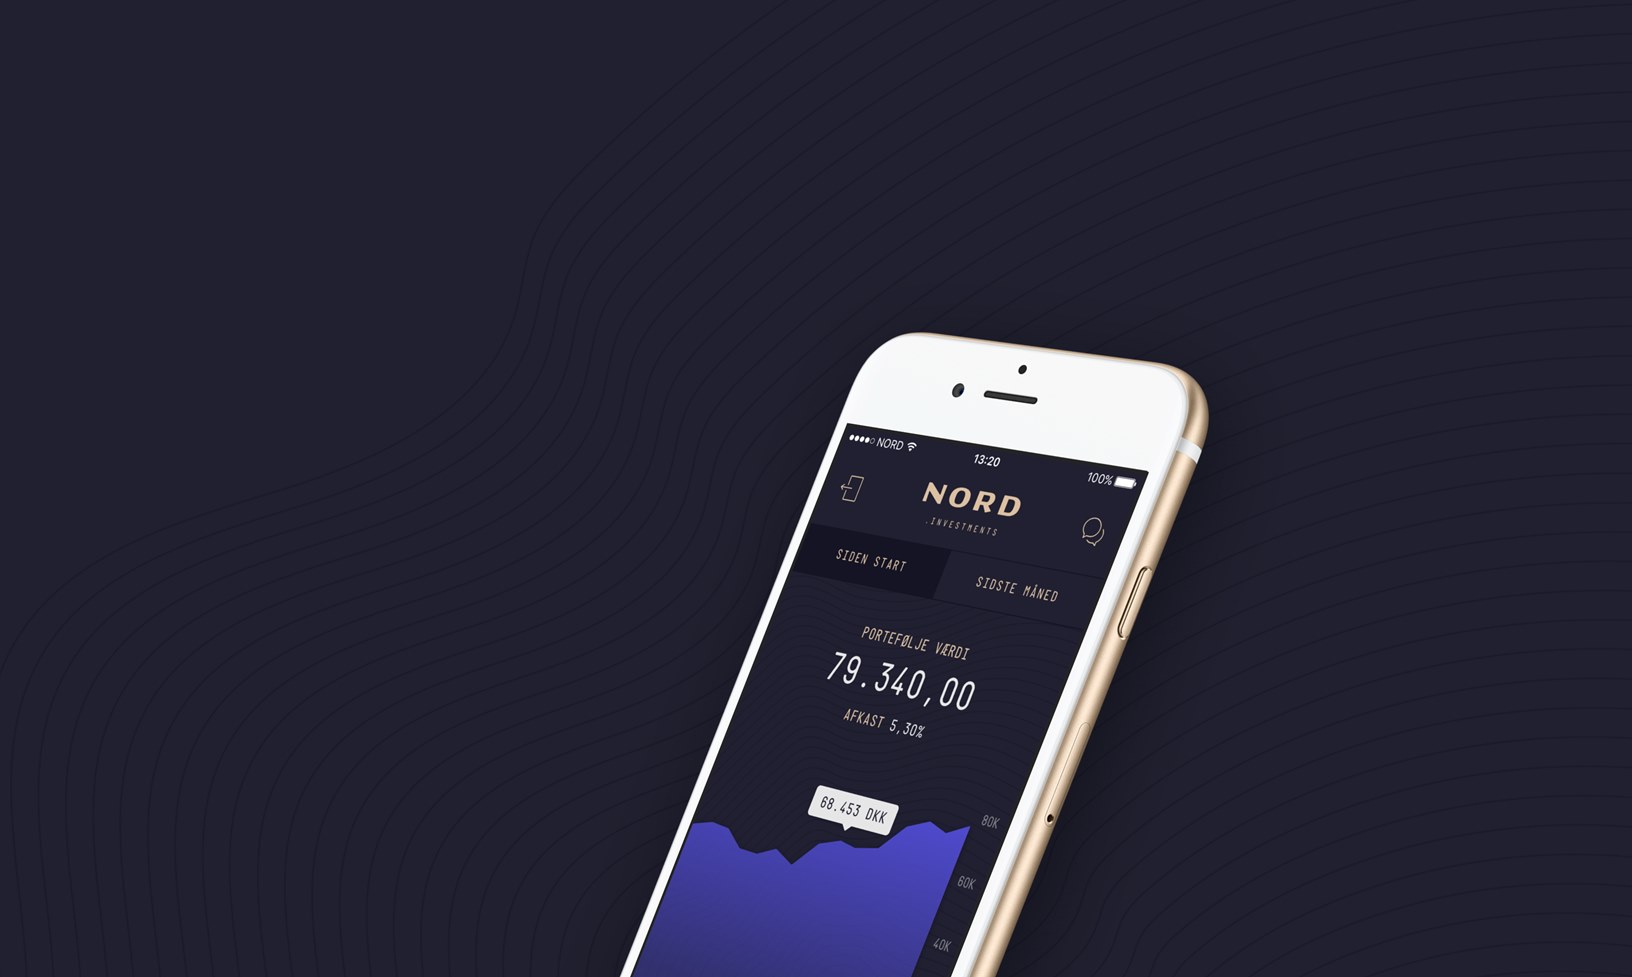 NORD
13:20
100%
NORD
.INVESTMENTS
SIDEN START
SIDSTE MÅNED
PORTEFØLJE VÆRDI
79.340,00
AFKAST 5,30%
68.453 DKK
80K
60K
40K